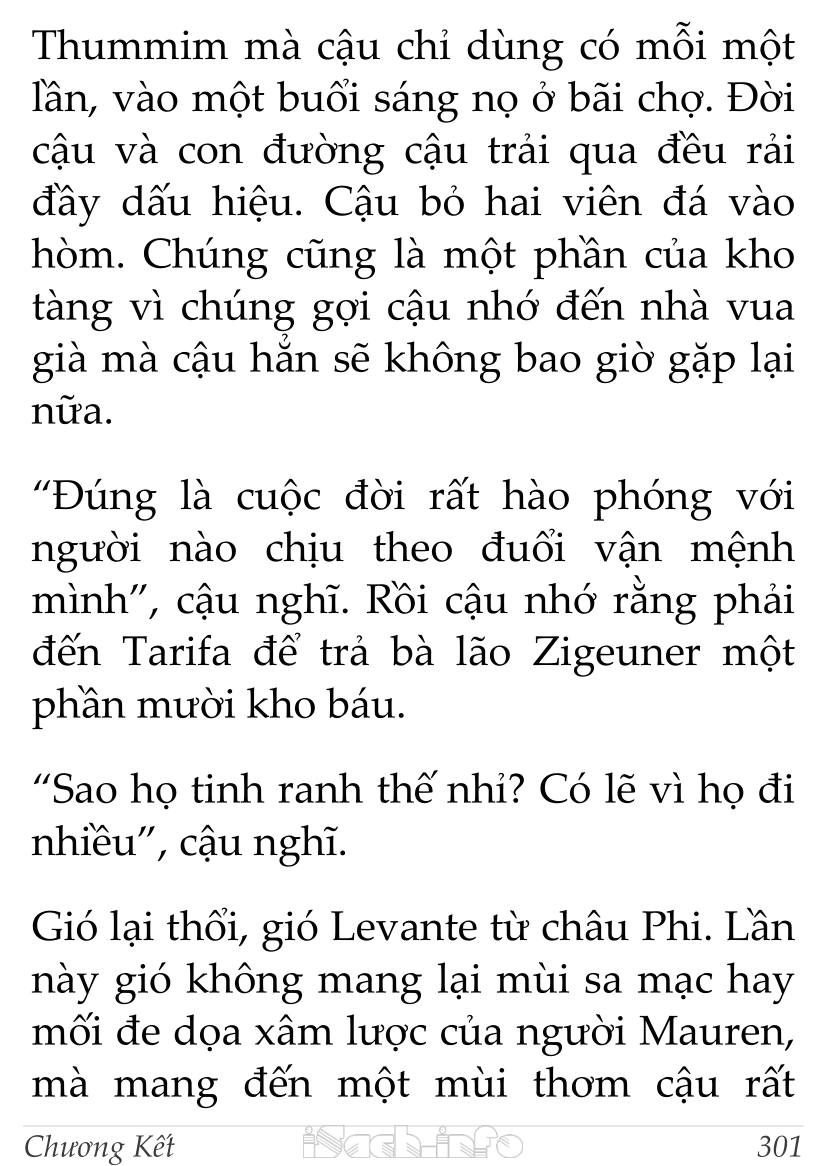 Thummim mà cậu chỉ dùng có mỗi một
lần, vào một buổi sáng nọ ở bãi chợ. Đời
cậu và con đường cậu trải qua đều rải
đầy dấu hiệu. Cậu bỏ hai viên đá vào
hòm. Chúng cũng là một phần của kho
tàng vì chúng gợi cậu nhớ đến nhà vua
già mà cậu hẳn sẽ không bao giờ gặp lại
nữa.
“Đúng là cuộc đời rất hào phóng với
người nào chịu theo đuổi vận mệnh
mình”, cậu nghĩ. Rồi cậu nhớ rằng phải
đến Tarifa để trả bà lão Zigeuner một
phần mười kho báu.
“Sao họ tinh ranh thế nhỉ? Có lẽ vì họ đi
nhiều”, cậu nghĩ.
Gió lại thổi, gió Levante từ châu Phi. Lần
này gió không mang lại mùi sa mạc hay
mối đe dọa xâm lược của người Mauren,
mà mang đến một mùi thơm cậu rất
Chương Kết iSach.info 301